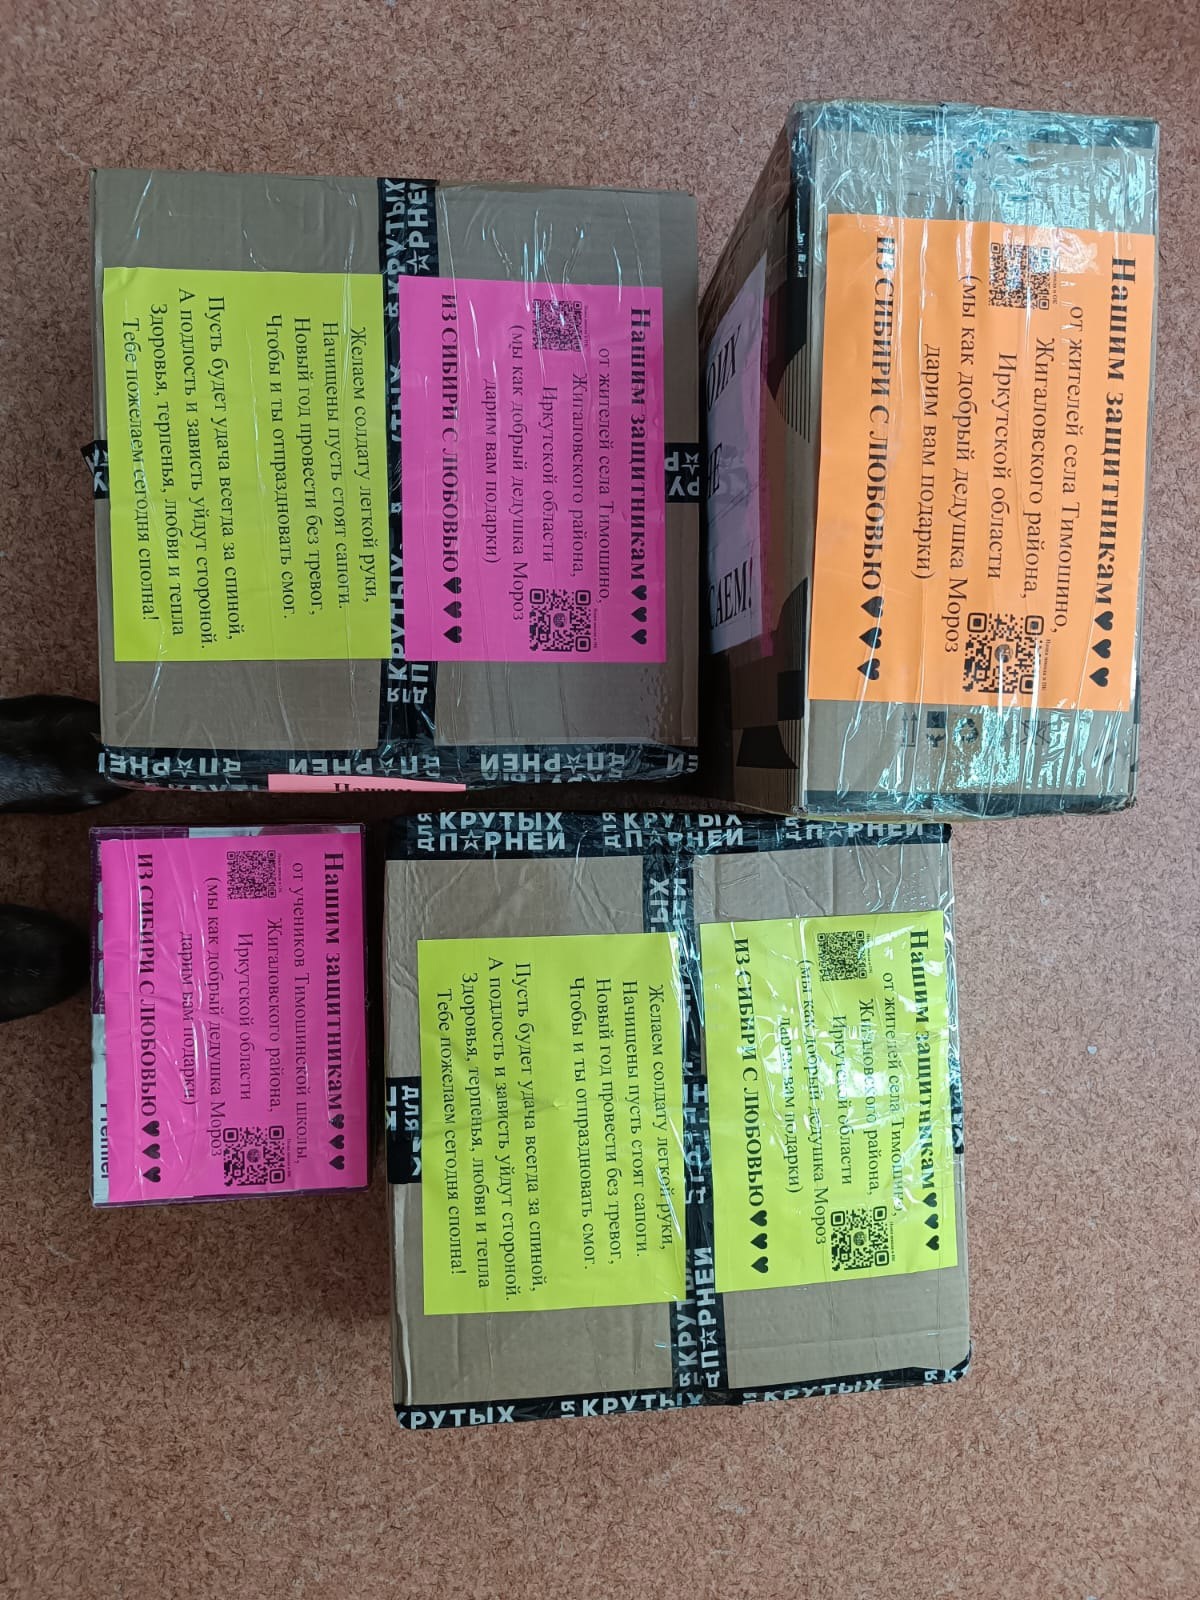 Нашим защитникам♥♥♥
от жителей села Тимошино,
Жигаловского района,
Иркутской области
(мы как добрый дедушка Мороз
дарим вам подарки)
ИЗ СИБИРИ С ЛЮБОВЬЮ♥♥♥
Желаем солдату легкой руки,
Начищены пусть стоят сапоги.
Новый год провести без тревог,
Чтобы и ты отпраздновать смог.
Пусть будет удача всегда за спиной,
А подлость и зависть уйдут стороной.
Здоровья, терпенья, любви и тепла
Тебе пожелаем сегодня сполна!
КРУТЫХ
ПАРНЕЙ
ДЛЯ
Нашим
Нашим защитникам♥♥♥
от жителей села Тимошино,
Жигаловского района,
Иркутской области
(мы как добрый дедушка Мороз
дарим вам подарки)
ИЗ СИБИРИ С ЛЮБОВЬЮ♥♥♥
САЕМ!
Нашим защитникам♥♥♥
от учеников Тимошинской школы,
Жигаловского района,
Иркутской области
(мы как добрый дедушка Мороз
дарим вам подарки)
ИЗ СИБИРИ С ЛЮБОВЬЮ♥♥♥
Нашим защитникам♥♥♥
от жителей села Тимошино,
Жигаловского района,
Иркутской области
(мы как добрый дедушка Мороз
дарим вам подарки)
ИЗ СИБИРИ С ЛЮБОВЬЮ♥♥♥
Желаем солдату легкой руки,
Начищены пусть стоят сапоги.
Новый год провести без тревог,
Чтобы и ты отпраздновать смог.
Пусть будет удача всегда за спиной,
А подлость и зависть уйдут стороной.
Здоровья, терпенья, любви и тепла
Тебе пожелаем сегодня сполна!
ДЛЯ КРУТЫХ
ПАРНЕЙ